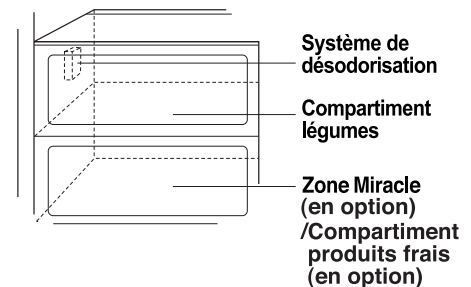 Système de
désodorisation
Compartiment
légumes
Zone Miracle
(en option)
/Compartiment
produits frais
(en option)